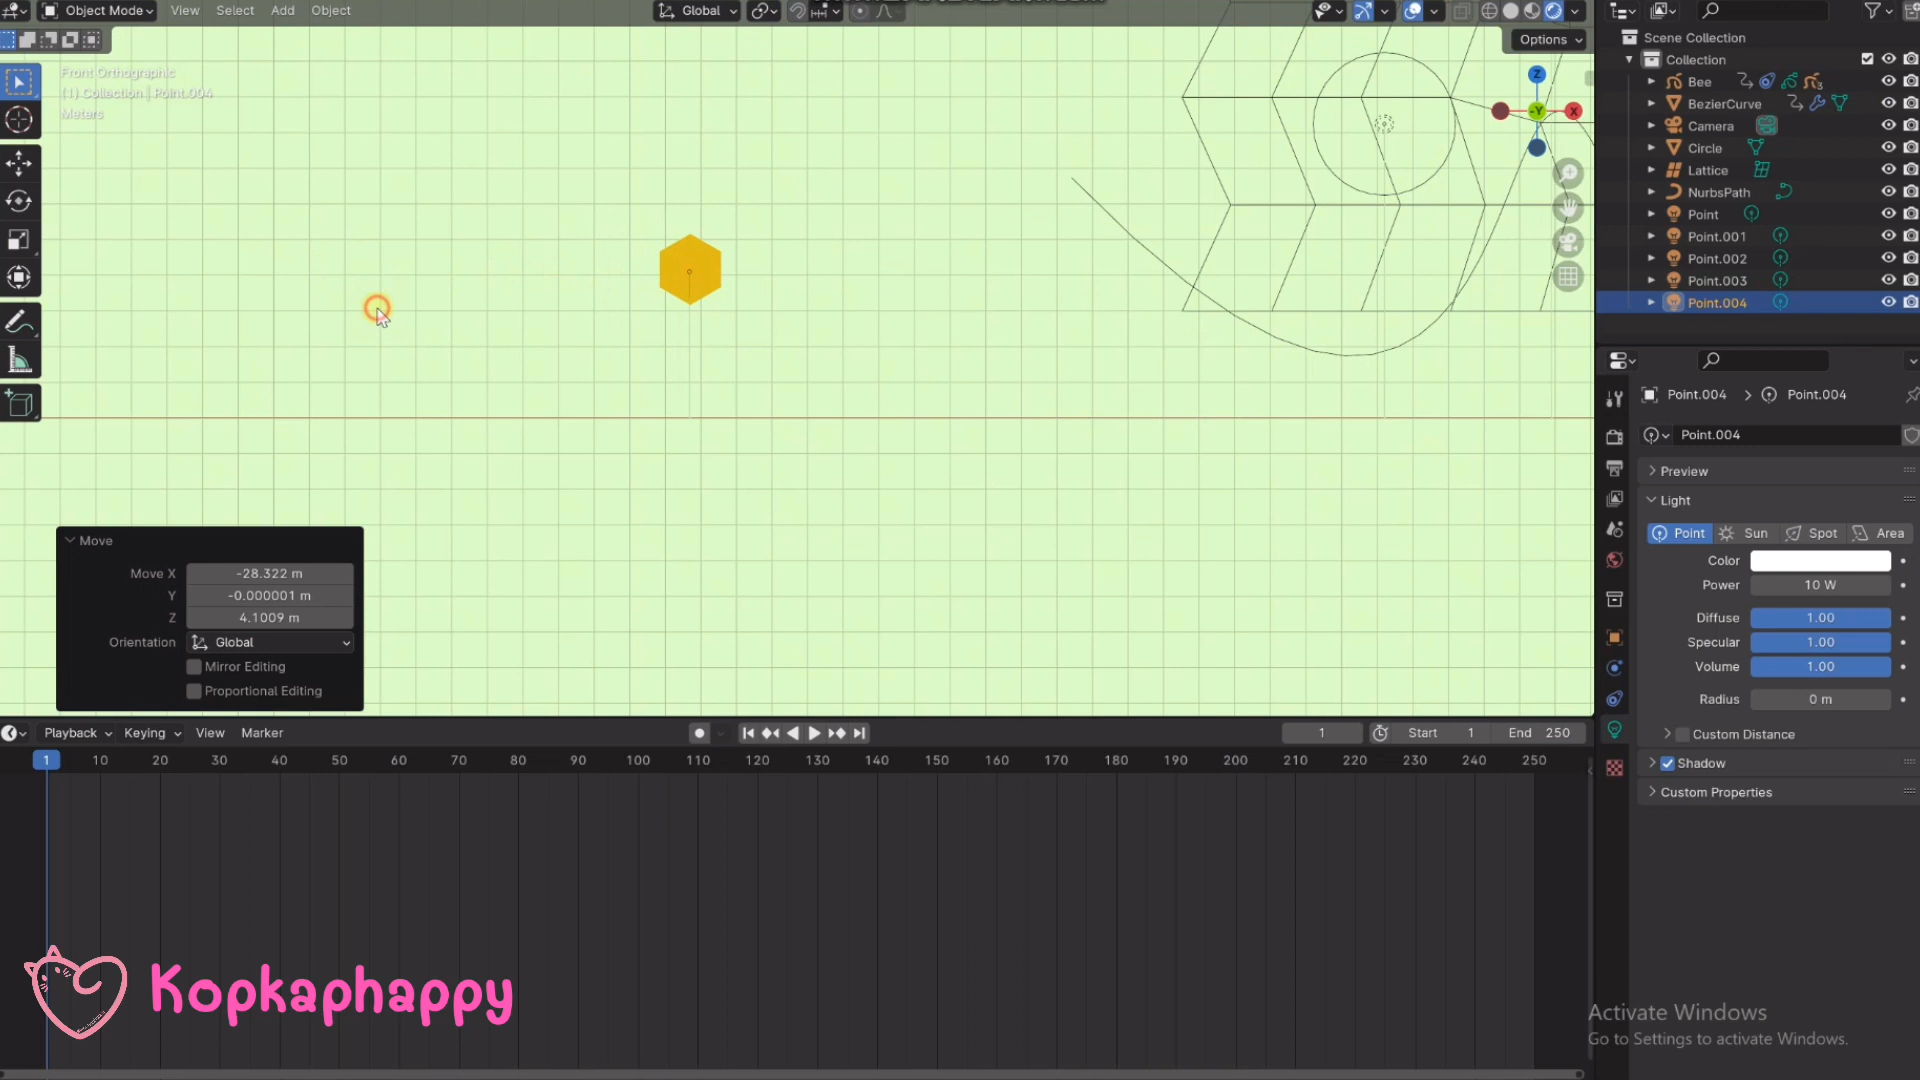 Object Mode View Select Add Object Global
Options
Scene Collection
Collection
Bee
BezierCurve
Camera
Circle
Lattice
NurbsPath
Point
Point.001
Point.002
Point.003
Point.004
Front Orthographic
(1) Collection | Point.004
Meters
Z
-Y X
Point.004 > Point.004
Point.004
Preview
Light
Point Sun Spot Area
Color
Power 10 W
Diffuse 1.00
Specular 1.00
Volume 1.00
Radius 0 m
Custom Distance
Shadow
Custom Properties
Move
Move X -28.322 m
Y -0.000001 m
Z 4.1009 m
Orientation Global
Mirror Editing
Proportional Editing
Playback Keying View Marker 1 Start 1 End 250
1 10 20 30 40 50 60 70 80 90 100 110 120 130 140 150 160 170 180 190 200 210 220 230 240 250
Kopkaphappy
Activate Windows
Go to Settings to activate Windows.